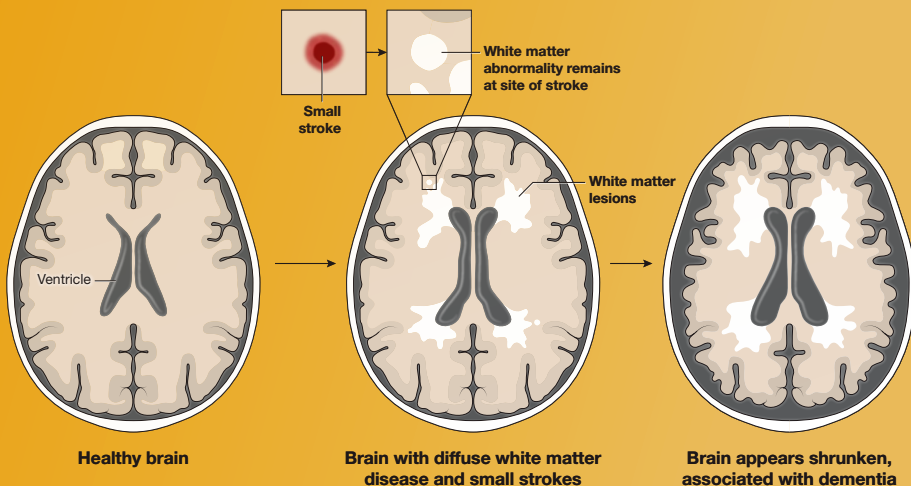 Small
stroke
White matter
abnormality remains
at site of stroke
White matter
lesions
Ventricle
Healthy brain
Brain with diffuse white matter
disease and small strokes
Brain appears shrunken,
associated with dementia